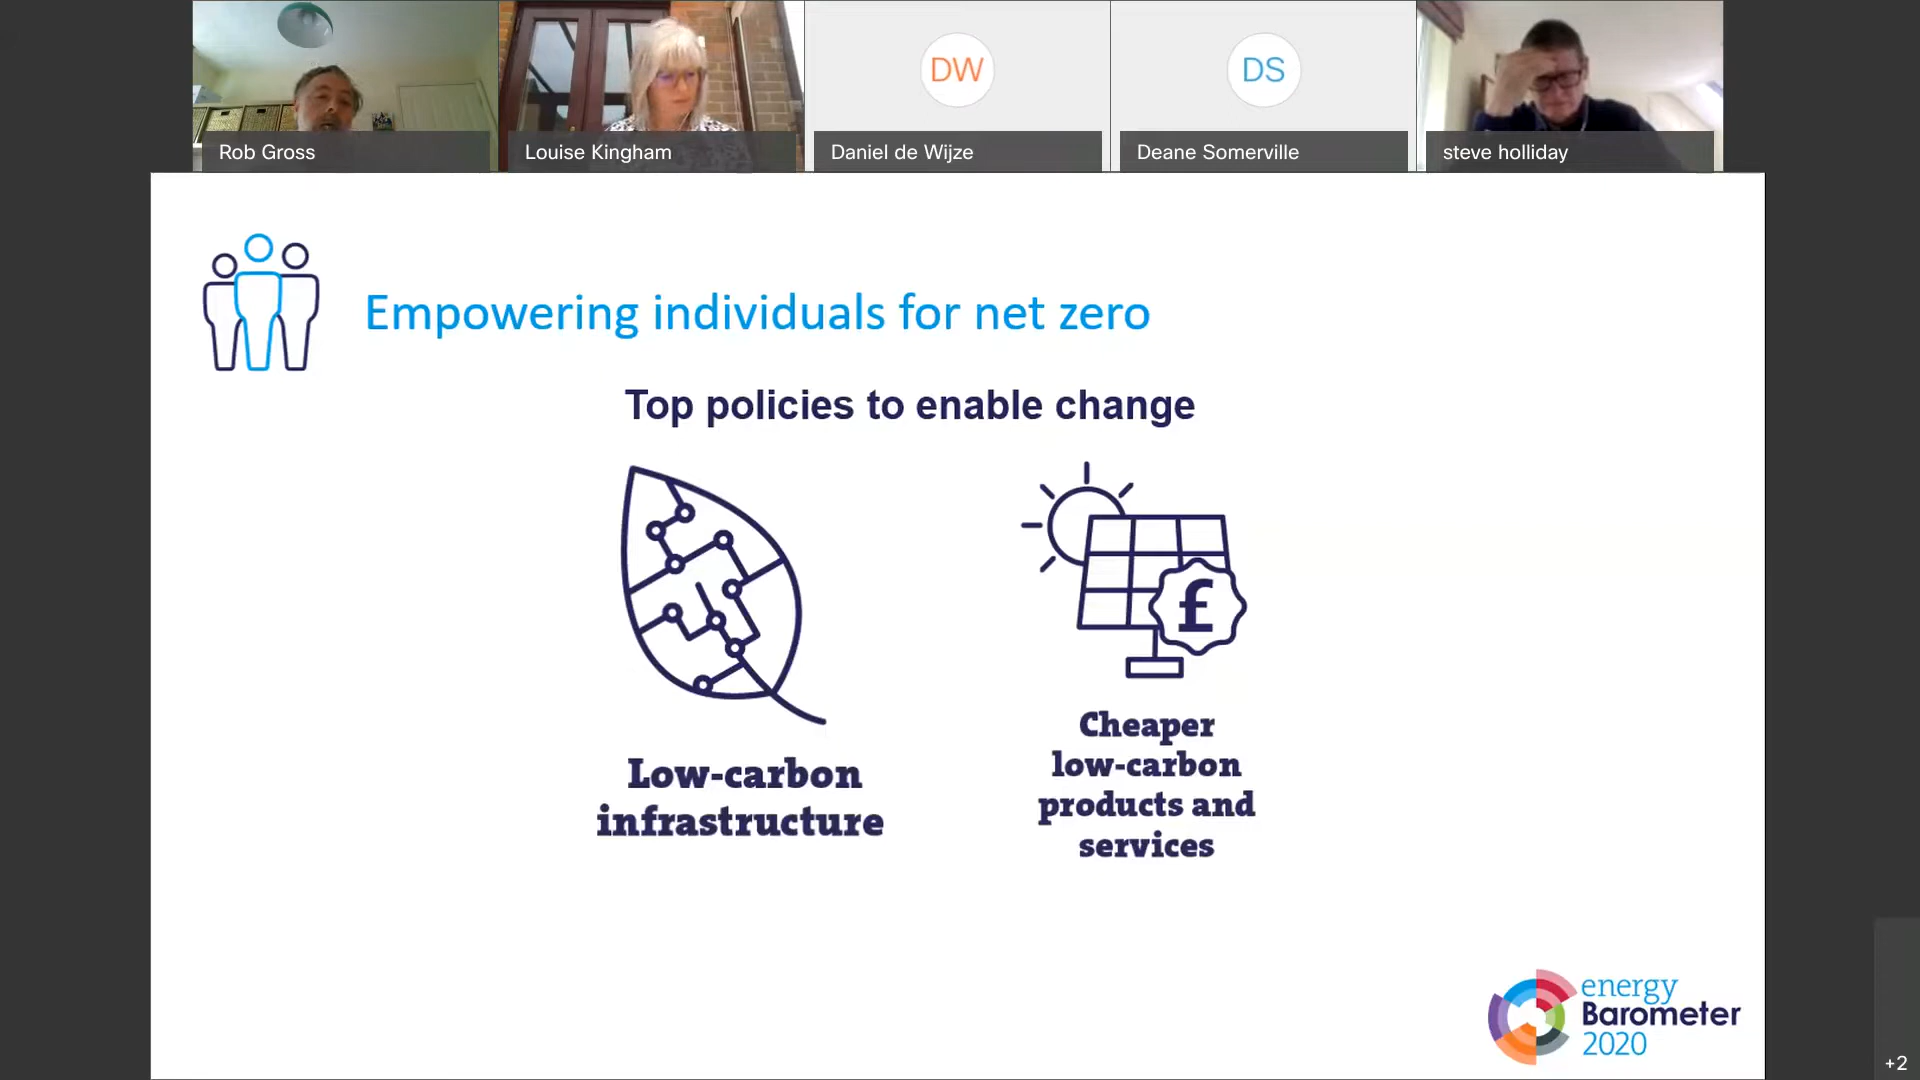 DW
DS
Rob Gross
Louise Kingham
Daniel de Wijze
Deane Somerville
steve holliday
Empowering individuals for net zero
Top policies to enable change
£
Low-carbon
infrastructure
Cheaper
low-carbon
products and
services
energy
Barometer
2020
+2